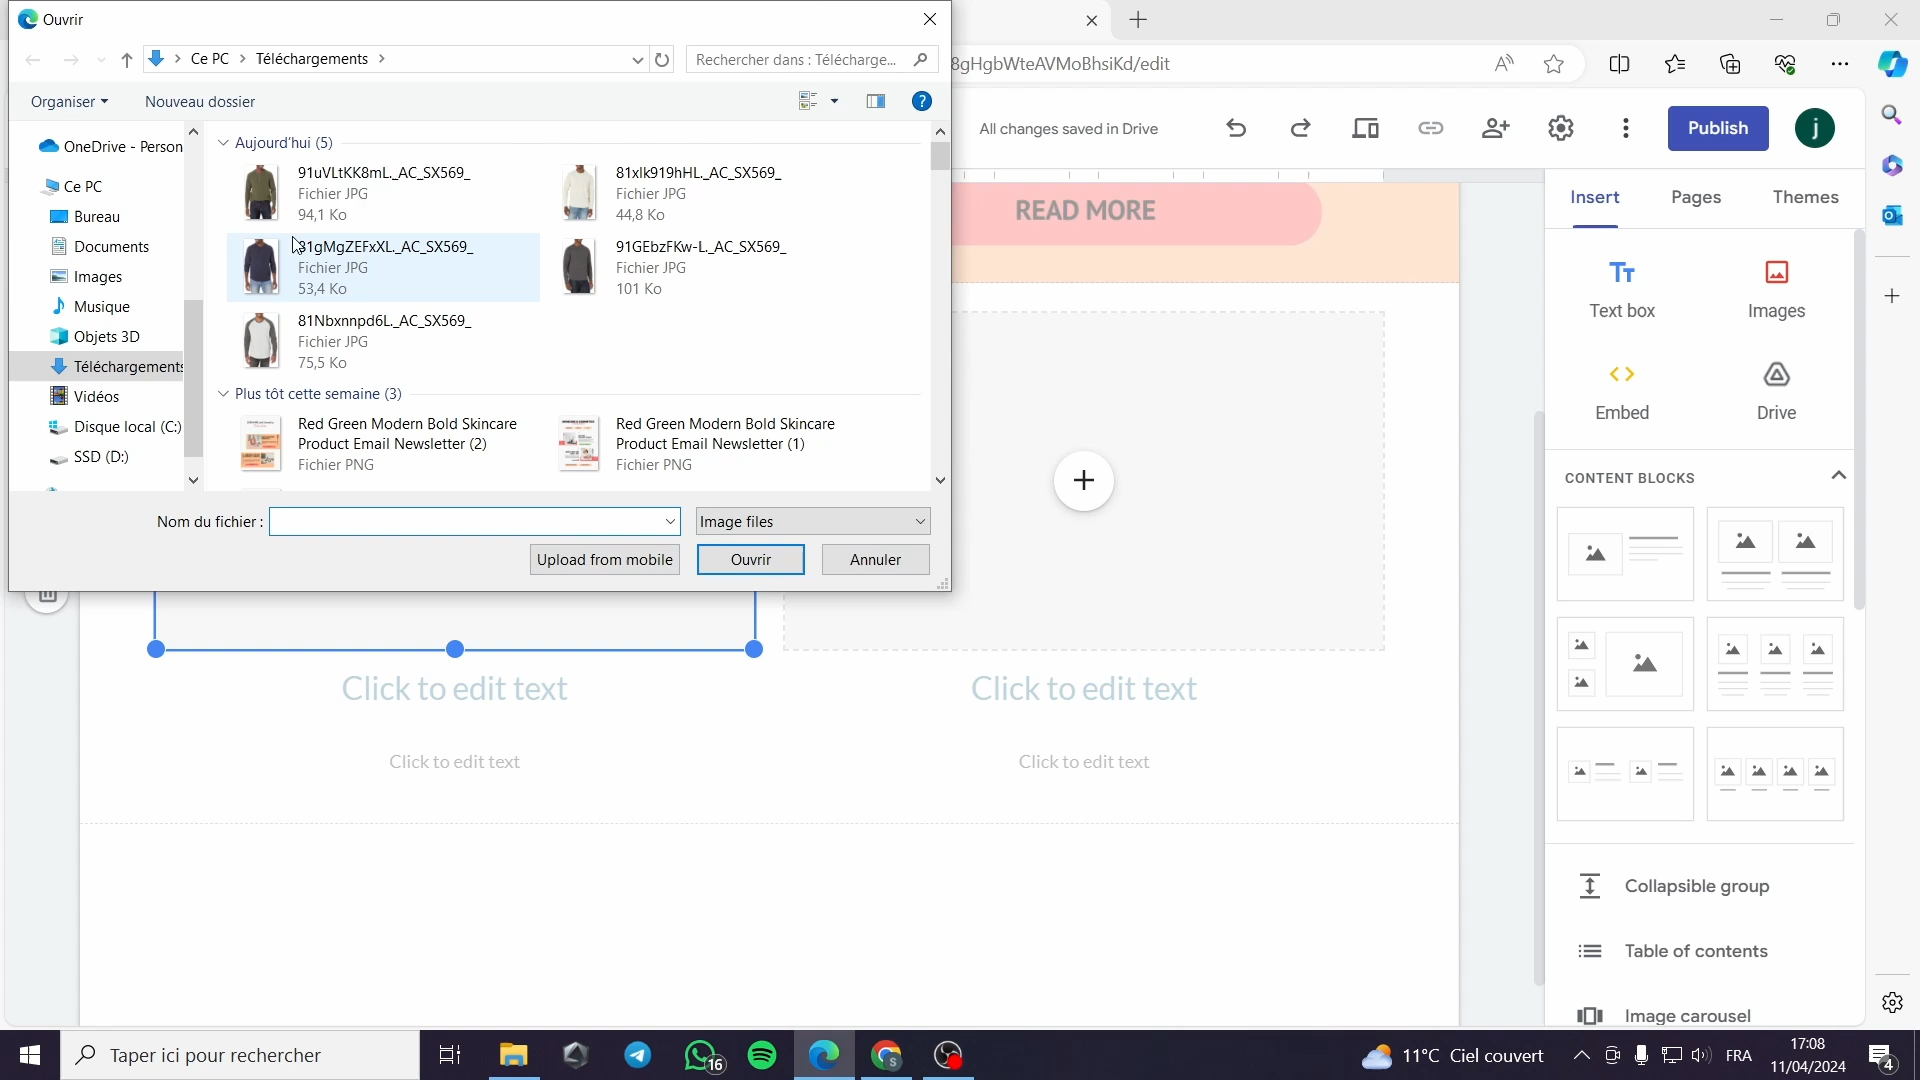 Ouvrir
Ce PC > Téléchargements >
Rechercher dans : Télécharge...
8gHgbWteAVMoBhsiKd/edit
Organiser
Nouveau dossier
All changes saved in Drive
Publish
j
OneDrive - Person
Ce PC
Bureau
Documents
Images
Musique
Objets 3D
Téléchargements
Vidéos
Disque local (C:)
SSD (D:)
Aujourd'hui (5)
91uVLtKK8mL._AC_SX569_
Fichier JPG
94,1 Ko
81xlk919hHL._AC_SX569_
Fichier JPG
44,8 Ko
81gMgZEFxXL._AC_SX569_
Fichier JPG
53,4 Ko
91GEbzFKw-L._AC_SX569_
Fichier JPG
101 Ko
81Nbxnnpd6L._AC_SX569_
Fichier JPG
75,5 Ko
Plus tôt cette semaine (3)
Red Green Modern Bold Skincare
Product Email Newsletter (2)
Fichier PNG
Red Green Modern Bold Skincare
Product Email Newsletter (1)
Fichier PNG
Nom du fichier :
Image files
Upload from mobile
Ouvrir
Annuler
READ MORE
Click to edit text
Click to edit text
Click to edit text
Click to edit text
Insert
Pages
Themes
Text box
Images
Embed
Drive
CONTENT BLOCKS
Collapsible group
Table of contents
Image carousel
Taper ici pour rechercher
16
11°C Ciel couvert
FRA
17:08
11/04/2024
4